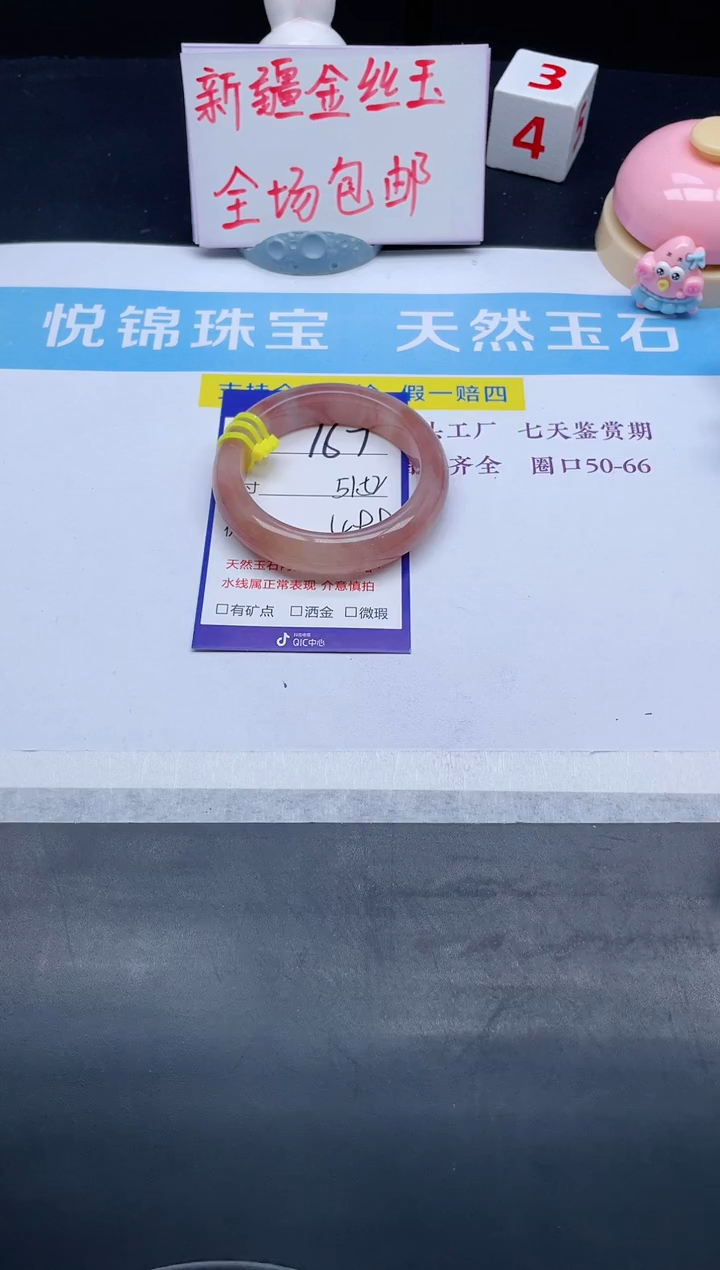 新疆金丝玉
全场包邮
3
4
悦锦珠宝 天然玉石
假一赔四
工厂 七天鉴赏期
齐全 圈口50-66
167
寸
天然玉石
水线属正常表现 介意慎拍
□有矿点 □洒金 □微瑕
QIC中心